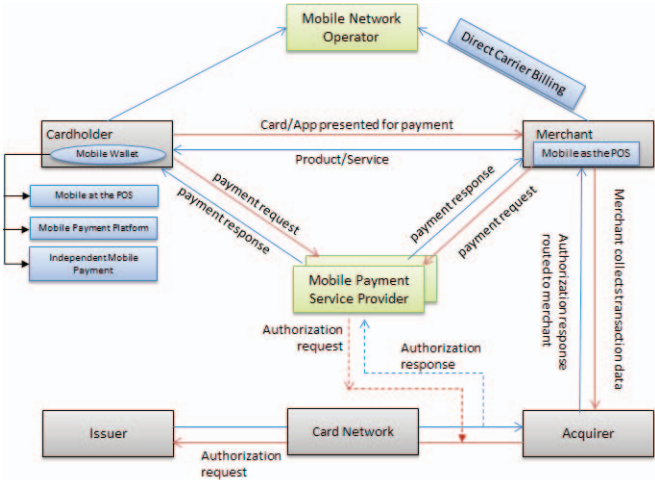 Mobile Network
Operator
Direct Carrier Billing
Cardholder
Mobile Wallet
Card/App presented for payment
Merchant
Mobile as the POS
Product/Service
Mobile at the POS
Mobile Payment Platform
Independent Mobile
Payment
payment request
payment response
payment response
payment request
Mobile Payment
Service Provider
Authorization response
routed to merchant
Merchant collects transaction data
Authorization
request
Authorization
response
Issuer
Card Network
Acquirer
Authorization
request